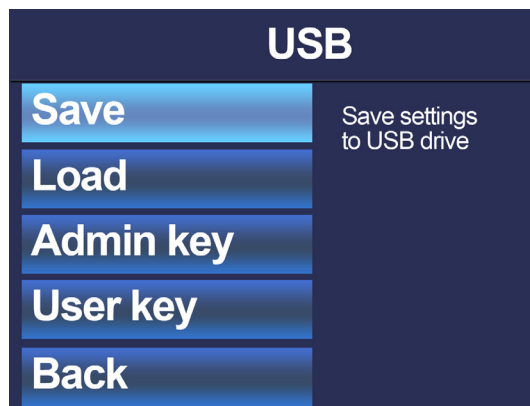 USB
Save
Save settings
to USB drive
Load
Admin key
User key
Back